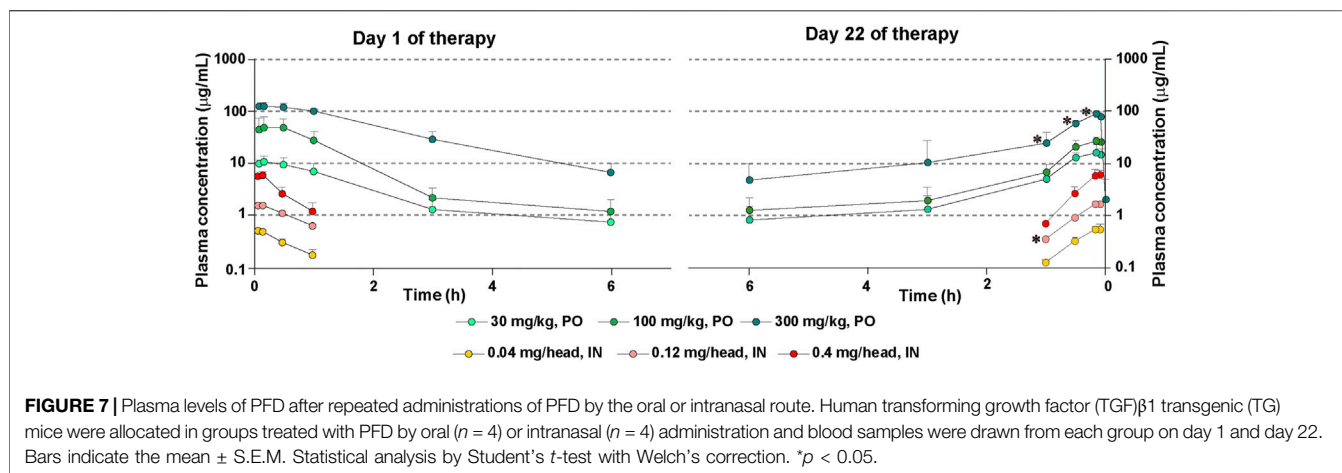 Day 1 of therapy
Day 22 of therapy
Plasma concentration (µg/mL)
1000
100
10
1
0.1
0
2
4
6
Time (h)
*
*
*
*
6
4
2
0
Time (h)
1000
100
10
1
0.1
Plasma concentration (µg/mL)
30 mg/kg, PO
100 mg/kg, PO
300 mg/kg, PO
0.04 mg/head, IN
0.12 mg/head, IN
0.4 mg/head, IN
FIGURE 7 | Plasma levels of PFD after repeated administrations of PFD by the oral or intranasal route. Human transforming growth factor (TGF)β1 transgenic (TG)
mice were allocated in groups treated with PFD by oral (n = 4) or intranasal (n = 4) administration and blood samples were drawn from each group on day 1 and day 22.
Bars indicate the mean ± S.E.M. Statistical analysis by Student's t-test with Welch's correction. *p < 0.05.